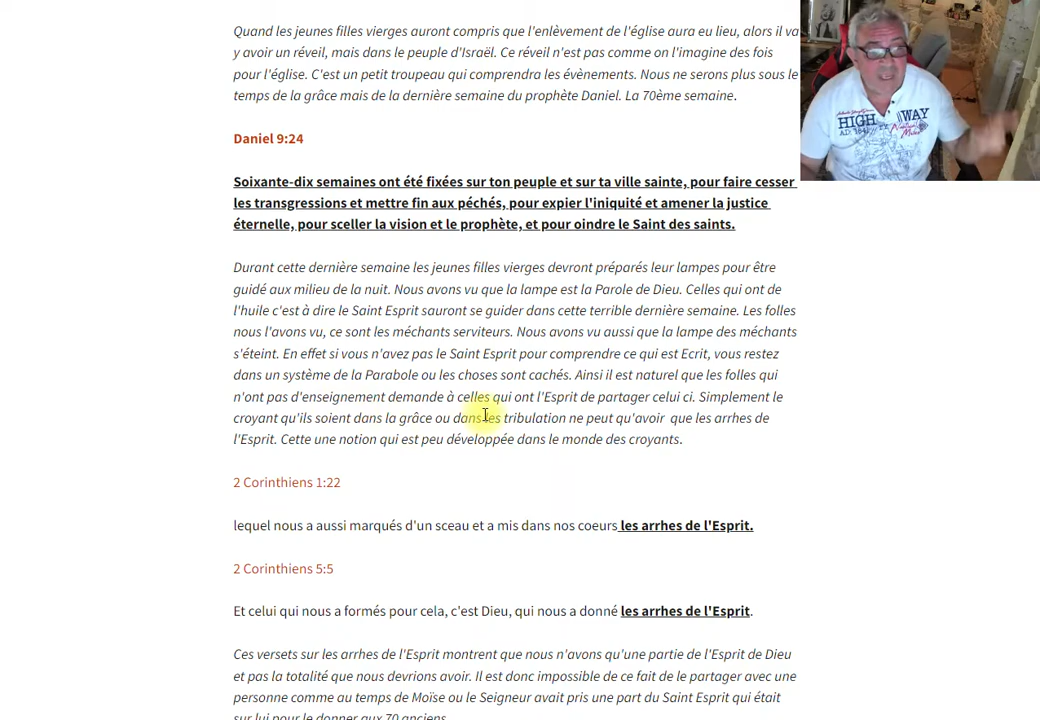 Quand les jeunes filles vierges auront compris que l'enlèvement de l'église aura eu lieu, alors il va
y avoir un réveil, mais dans le peuple d'Israël. Ce réveil n'est pas comme on l'imagine des fois
pour l'église. C'est un petit troupeau qui comprendra les évènements. Nous ne serons plus sous le
temps de la grâce mais de la dernière semaine du prophète Daniel. La 70ème semaine.
Daniel 9:24
Soixante-dix semaines ont été fixées sur ton peuple et sur ta ville sainte, pour faire cesser
les transgressions et mettre fin aux péchés, pour expier l'iniquité et amener la justice
éternelle, pour sceller la vision et le prophète, et pour oindre le Saint des saints.
Durant cette dernière semaine les jeunes filles vierges devront préparés leur lampes pour être
guidé aux milieu de la nuit. Nous avons vu que la lampe est la Parole de Dieu. Celles qui ont de
l'huile c'est à dire le Saint Esprit sauront se guider dans cette terrible dernière semaine. Les folles
nous l'avons vu, ce sont les méchants serviteurs. Nous avons vu aussi que la lampe des méchants
s'éteint. En effet si vous n'avez pas le Saint Esprit pour comprendre ce qui est Ecrit, vous restez
dans un système de la Parabole ou les choses sont cachés. Ainsi il est naturel que les folles qui
n'ont pas d'enseignement demande à celles qui ont l'Esprit de partager celui ci. Simplement le
croyant qu'ils soient dans la grâce ou dans les tribulation ne peut qu'avoir que les arrhes de
l'Esprit. Cette une notion qui est peu développée dans le monde des croyants.
2 Corinthiens 1:22
lequel nous a aussi marqués d'un sceau et a mis dans nos coeurs les arrhes de l'Esprit.
2 Corinthiens 5:5
Et celui qui nous a formés pour cela, c'est Dieu, qui nous a donné les arrhes de l'Esprit.
Ces versets sur les arrhes de l'Esprit montrent que nous n'avons qu'une partie de l'Esprit de Dieu
et pas la totalité que nous devrions avoir. Il est donc impossible de ce fait de le partager avec une
personne comme au temps de Moïse ou le Seigneur avait pris une part du Saint Esprit qui était
sur lui pour le donner aux 70 anciens.
HIGH WAY